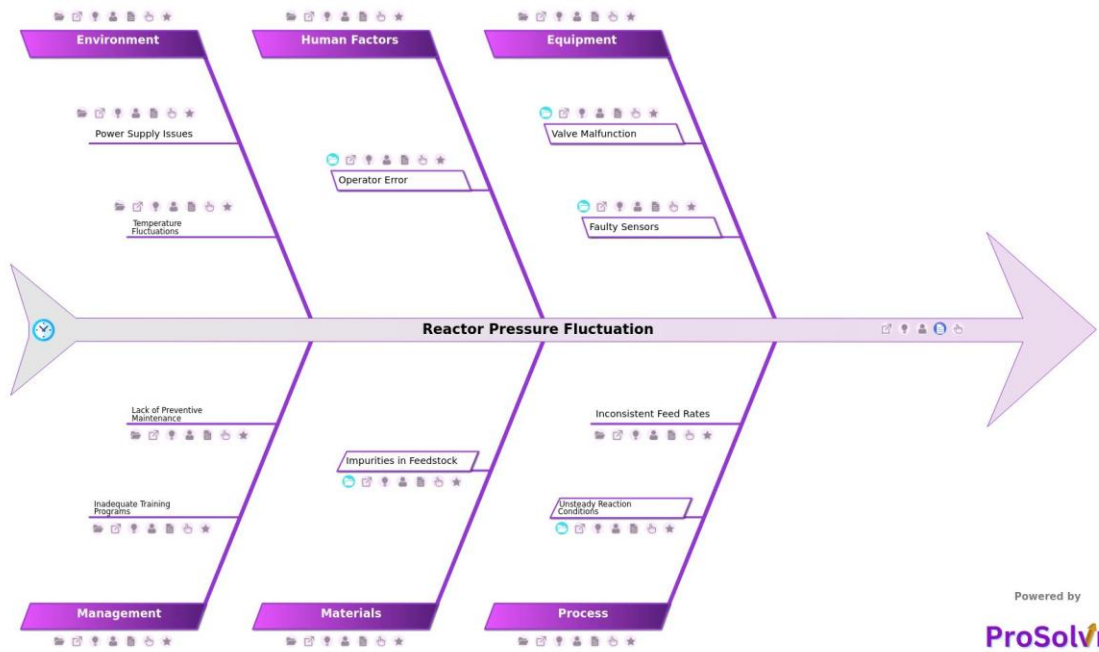 Environment
Human Factors
Equipment
Power Supply Issues
Valve Malfunction
Operator Error
Temperature
Fluctuations
Faulty Sensors
Reactor Pressure Fluctuation
Lack of Preventive
Maintenance
Inconsistent Feed Rates
Impurities in Feedstock
Inadequate Training
Programs
Unsteady Reaction
Conditions
Management
Materials
Process
Powered by